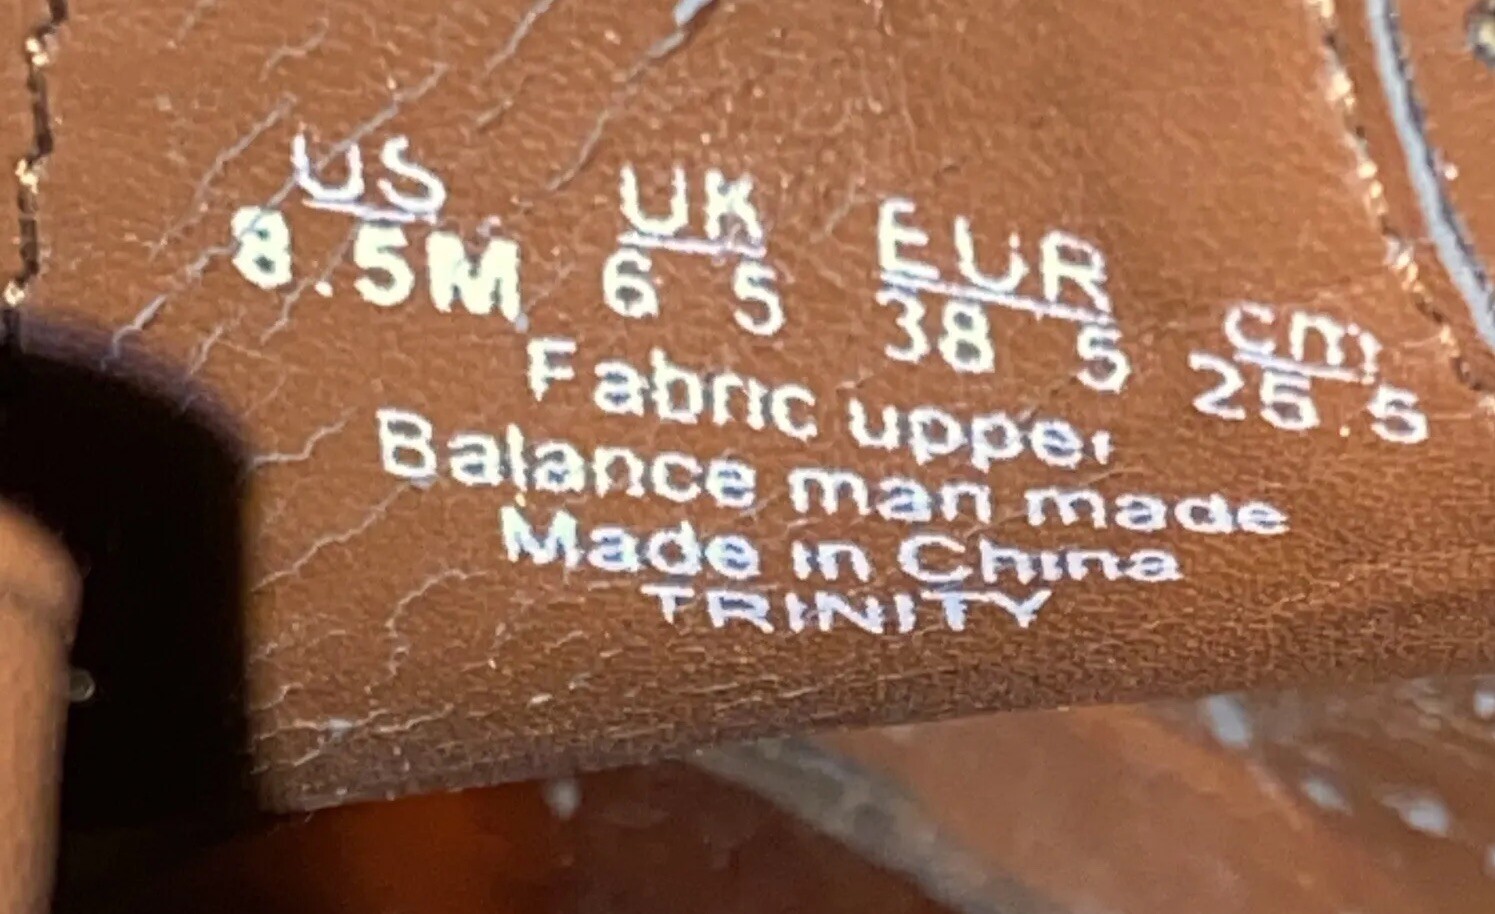 US UK EUR cm
8.5M 6 5 38 5 25.5
Fabric upper
Balance man made
Made in China
TRINITY